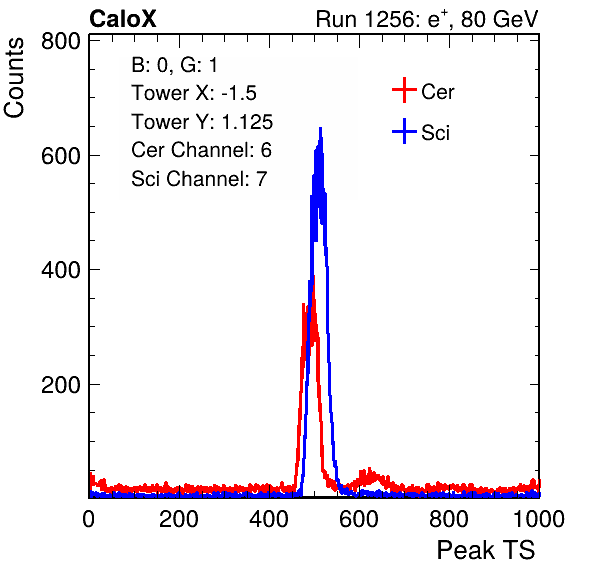 CaloX Run 1256: e⁺, 80 GeV
Counts
800
600
400
200
B: 0, G: 1
Tower X: -1.5
Tower Y: 1.125
Cer Channel: 6
Sci Channel: 7
Cer
Sci
0 200 400 600 800 1000
Peak TS